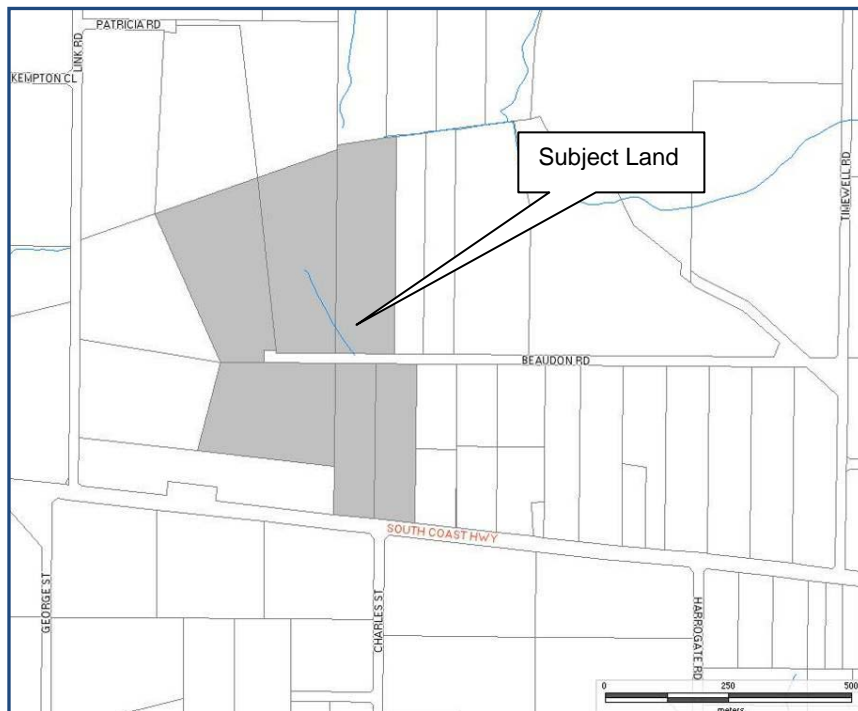 PATRICIA RD
LINK RD
KEMPTON CL
Subject Land
TIMEWELL RD
BEAUDON RD
SOUTH COAST HWY
GEORGE ST
CHARLES ST
HARROGATE RD
0 250 500
meters